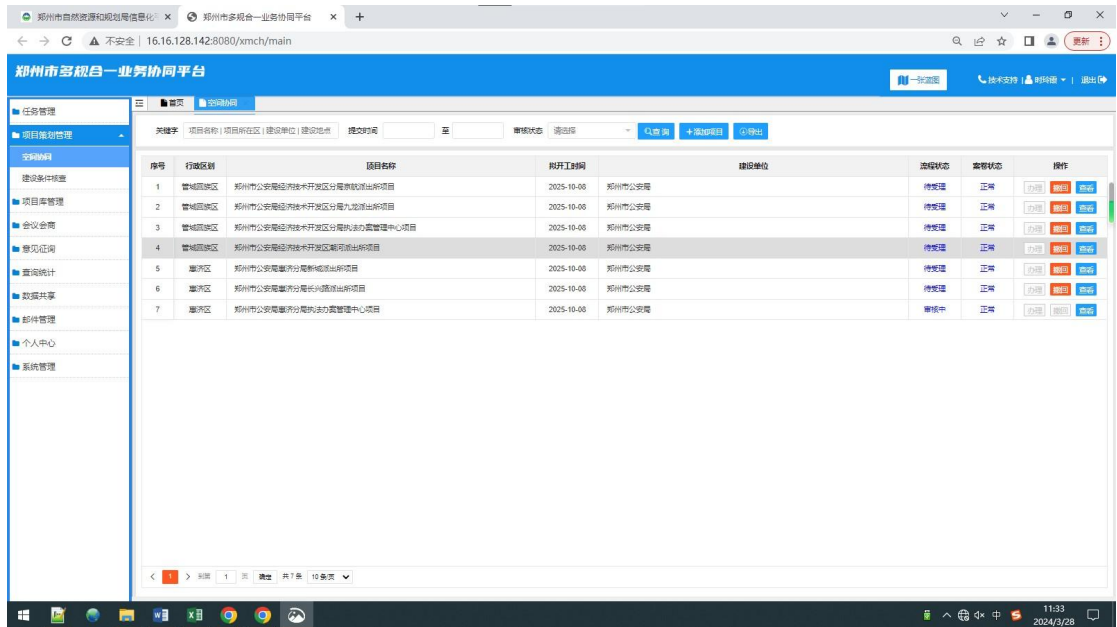 郑州市自然资源和规划局信息化 × 郑州市多规合一业务协同平台 × +
不安全 16.16.128.142:8080/xmch/main 更新
郑州市多规合一业务协同平台
一张蓝图 技术支持 退出
任务管理 首页 空间协同
项目策划管理 关键字 项目名称|项目所在区|建设单位|建设地点 提交时间 至 审核状态 请选择 查询 +添加项目 导出
空间协同
建设条件核查
项目库管理
会议会商
意见征询
查询统计
数据共享
邮件管理
个人中心
系统管理
序号 行政区划 项目名称 拟开工时间 建设单位 流程状态 案卷状态 操作
1 管城回族区 郑州市公安局经济技术开发区分局京航派出所项目 2025-10-08 郑州市公安局 待受理 正常 办理 撤回 查看
2 管城回族区 郑州市公安局经济技术开发区分局九龙派出所项目 2025-10-08 郑州市公安局 待受理 正常 办理 撤回 查看
3 管城回族区 郑州市公安局经济技术开发区分局执法办案管理中心项目 2025-10-08 郑州市公安局 待受理 正常 办理 撤回 查看
4 管城回族区 郑州市公安局经济技术开发区潮河派出所项目 2025-10-08 郑州市公安局 待受理 正常 办理 撤回 查看
5 惠济区 郑州市公安局惠济分局新城派出所项目 2025-10-08 郑州市公安局 待受理 正常 办理 撤回 查看
6 惠济区 郑州市公安局惠济分局长兴路派出所项目 2025-10-08 郑州市公安局 待受理 正常 办理 撤回 查看
7 惠济区 郑州市公安局惠济分局执法办案管理中心项目 2025-10-08 郑州市公安局 审核中 正常 办理 撤回 查看
< 1 > 到第 1 页 确定 共7条 10条/页
中 11:33
2024/3/28